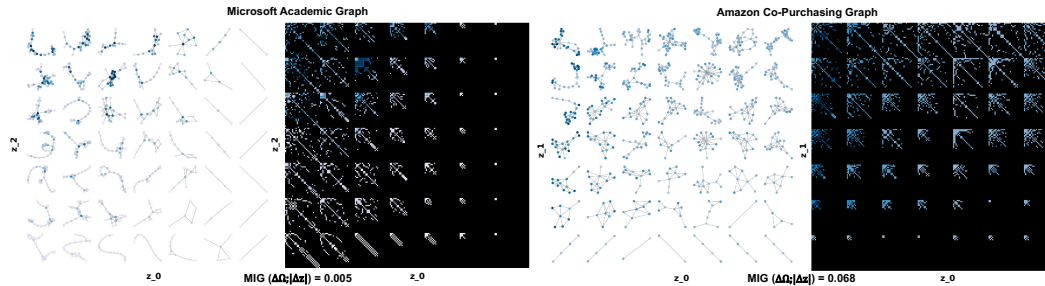 Microsoft Academic Graph
Amazon Co-Purchasing Graph
z_2
z_2
z_1
z_1
z_0
z_0
z_0
z_0
MIG (ΔΩ;|Δz|) = 0.005
MIG (ΔΩ;|Δz|) = 0.068